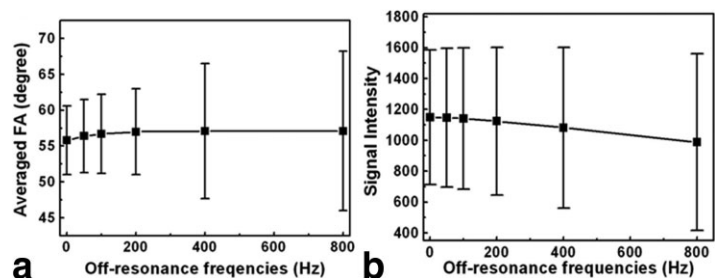 70
65
60
55
50
45
Averaged FA (degree)
0 200 400 600 800
Off-resonance freqencies (Hz)
a
1800
1600
1400
1200
1000
800
600
400
Signal Intensity
0 200 400 600 800
Off-resonance frequencies (Hz)
b